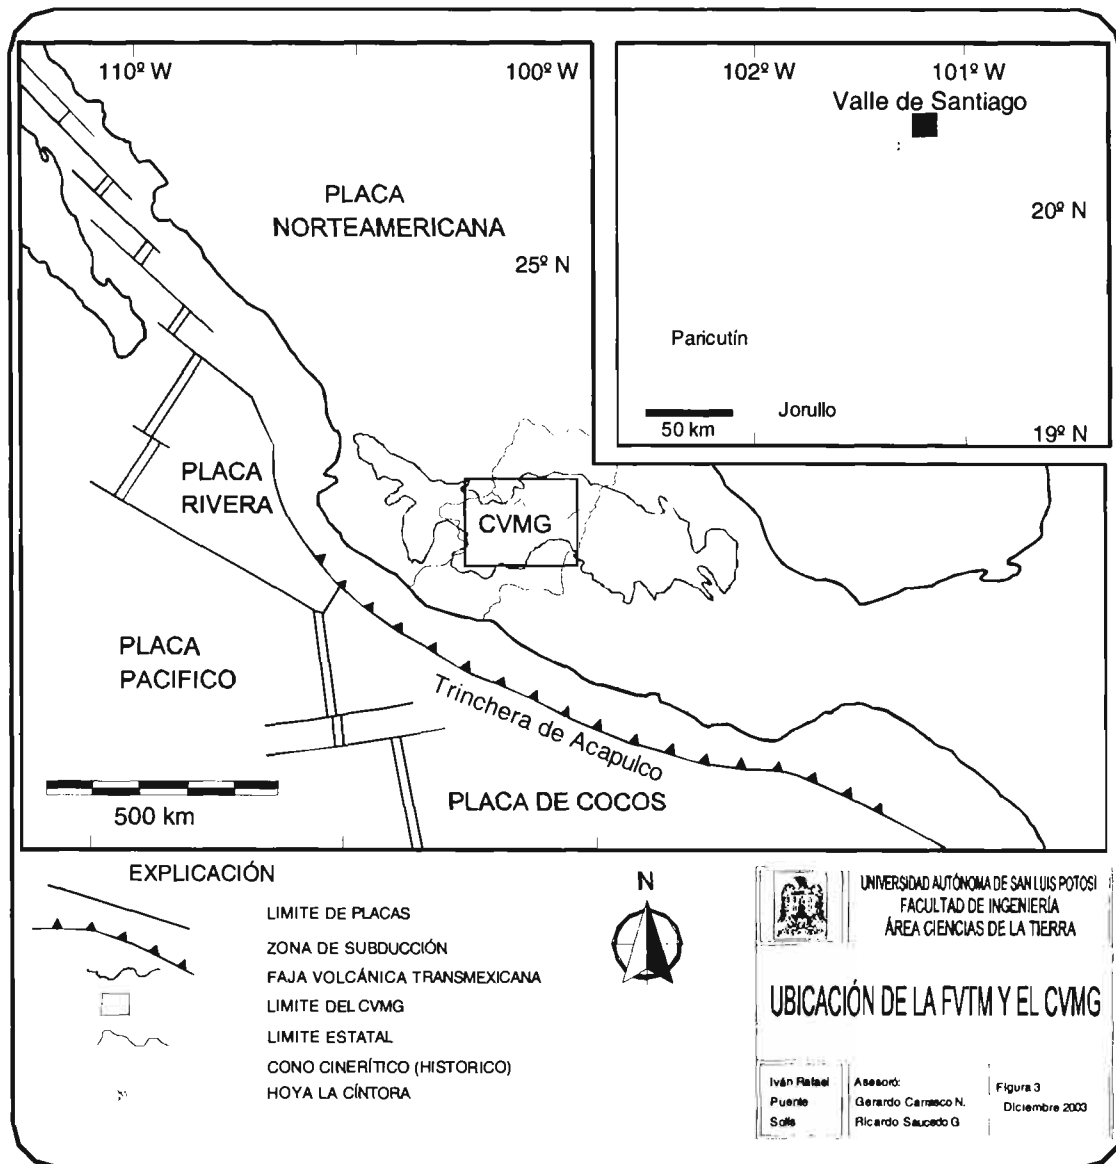 110º W
100º W
PLACA
NORTEAMERICANA
25º N
102º W
101º W
Valle de Santiago
20º N
Paricutín
Jorullo
50 km
19º N
PLACA
RIVERA
CVMG
PLACA
PACIFICO
Trinchera de Acapulco
PLACA DE COCOS
500 km
EXPLICACIÓN
LIMITE DE PLACAS
ZONA DE SUBDUCCIÓN
FAJA VOLCÁNICA TRANSMEXICANA
LIMITE DEL CVMG
LIMITE ESTATAL
CONO CINERÍTICO (HISTORICO)
HOYA LA CÍNTORA
N
UNIVERSIDAD AUTÓNOMA DE SAN LUIS POTOSI
FACULTAD DE INGENIERÍA
ÁREA CIENCIAS DE LA TIERRA
UBICACIÓN DE LA FVTM Y EL CVMG
Iván Rafael
Puente
Solis
Asesoró:
Gerardo Carrasco N.
Ricardo Saucedo G
Figura 3
Diciembre 2003